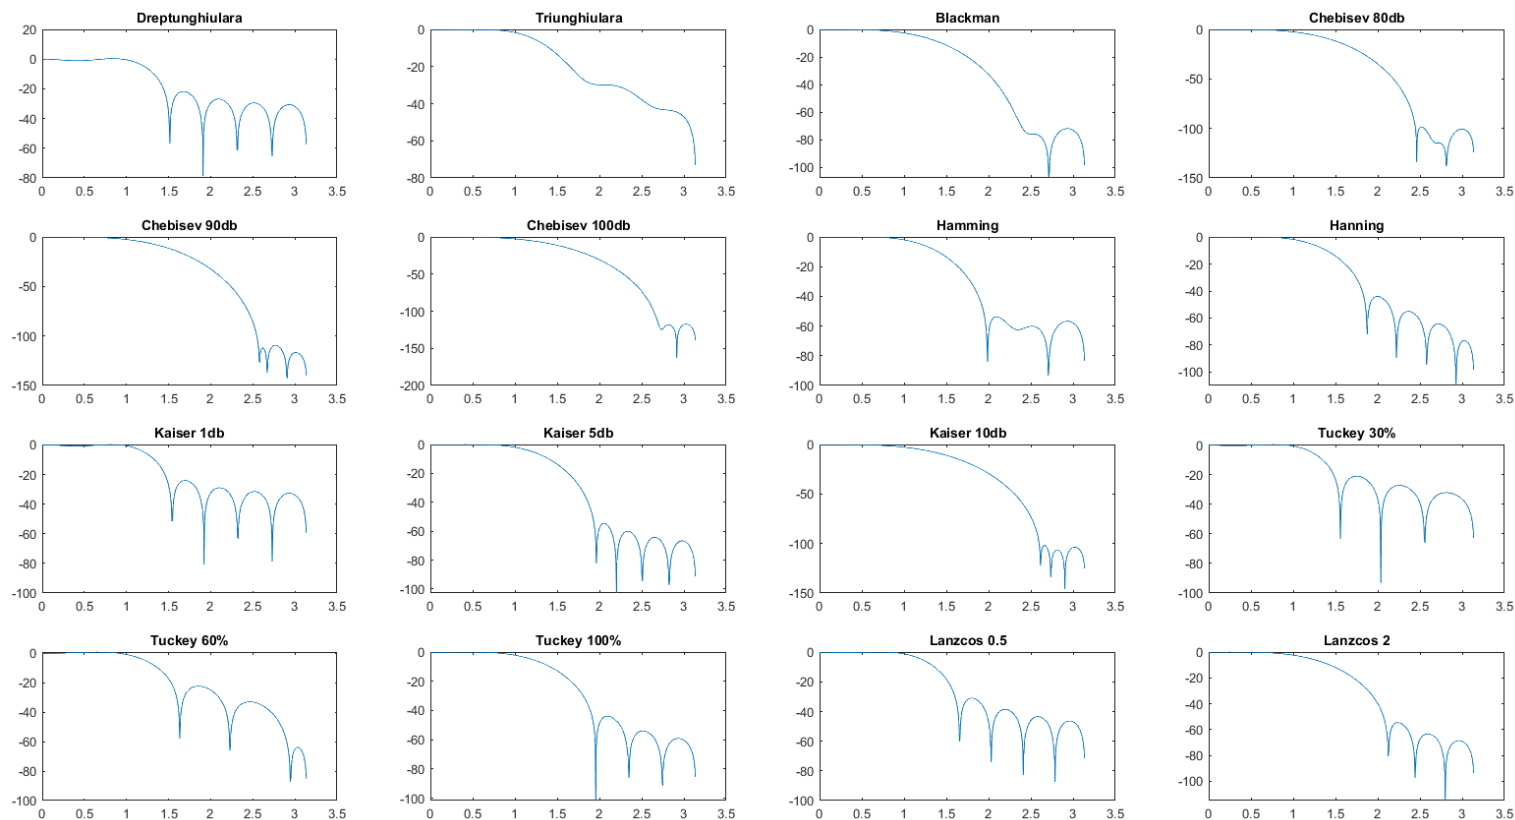 Dreptunghiulara
Triunghiulara
Blackman
Chebisev 80db
20
0
-20
-40
-60
-80
0 0.5 1 1.5 2 2.5 3 3.5
0
-20
-40
-60
-80
0 0.5 1 1.5 2 2.5 3 3.5
0
-20
-40
-60
-80
-100
0 0.5 1 1.5 2 2.5 3 3.5
0
-50
-100
-150
0 0.5 1 1.5 2 2.5 3 3.5
Chebisev 90db
Chebisev 100db
Hamming
Hanning
0
-50
-100
-150
0 0.5 1 1.5 2 2.5 3 3.5
0
-50
-100
-150
-200
0 0.5 1 1.5 2 2.5 3 3.5
0
-20
-40
-60
-80
-100
0 0.5 1 1.5 2 2.5 3 3.5
0
-20
-40
-60
-80
-100
0 0.5 1 1.5 2 2.5 3 3.5
Kaiser 1db
Kaiser 5db
Kaiser 10db
Tuckey 30%
0
-20
-40
-60
-80
-100
0 0.5 1 1.5 2 2.5 3 3.5
0
-20
-40
-60
-80
-100
0 0.5 1 1.5 2 2.5 3 3.5
0
-50
-100
-150
0 0.5 1 1.5 2 2.5 3 3.5
0
-20
-40
-60
-80
-100
0 0.5 1 1.5 2 2.5 3 3.5
Tuckey 60%
Tuckey 100%
Lanzcos 0.5
Lanzcos 2
0
-20
-40
-60
-80
-100
0 0.5 1 1.5 2 2.5 3 3.5
0
-20
-40
-60
-80
-100
0 0.5 1 1.5 2 2.5 3 3.5
0
-20
-40
-60
-80
-100
0 0.5 1 1.5 2 2.5 3 3.5
0
-20
-40
-60
-80
-100
0 0.5 1 1.5 2 2.5 3 3.5